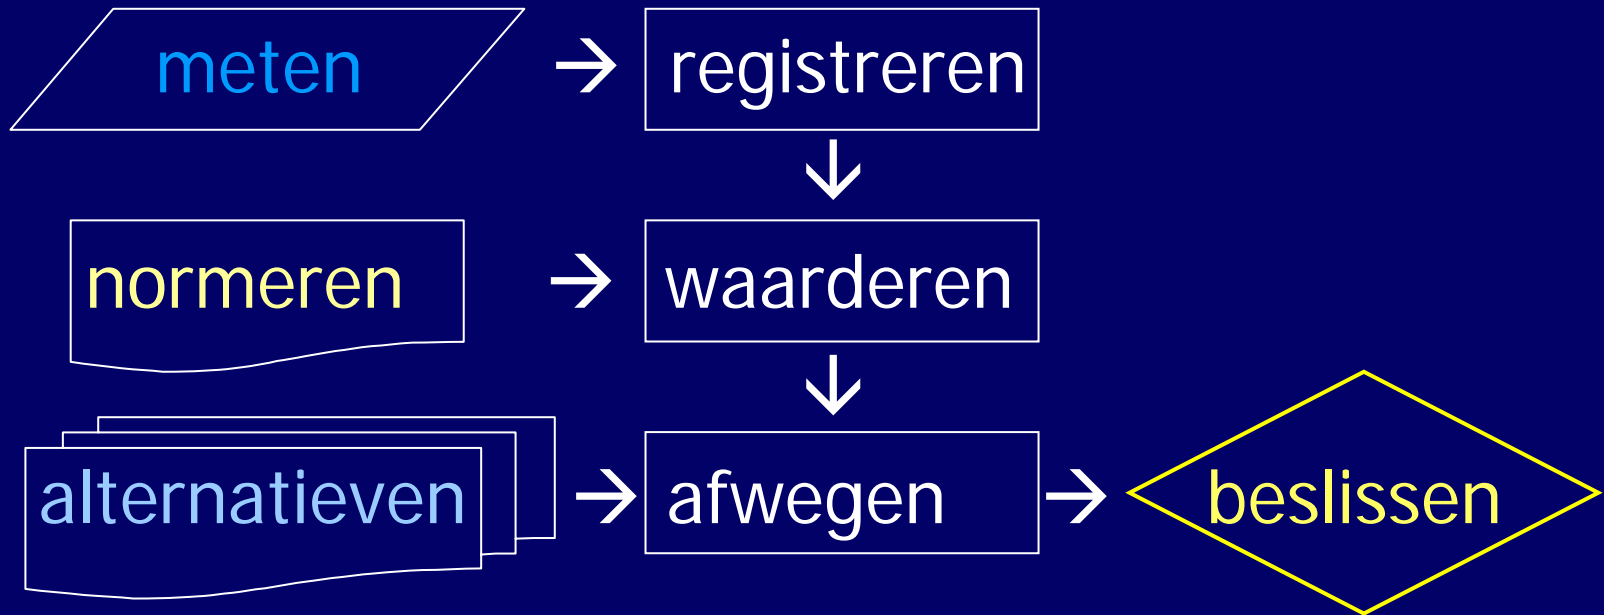 meten → registreren
↓
normeren → waarderen
↓
alternatieven → afwegen → beslissen